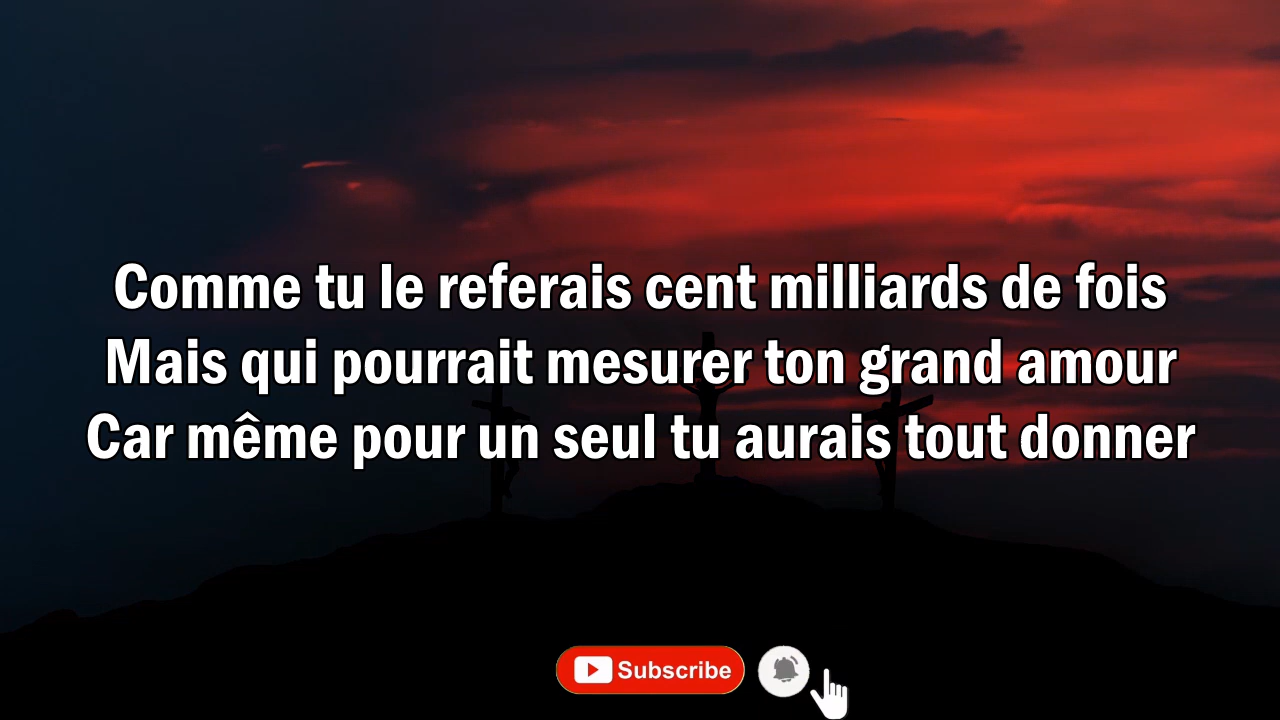 Comme tu le referais cent milliards de fois
Mais qui pourrait mesurer ton grand amour
Car même pour un seul tu aurais tout donner
Subscribe